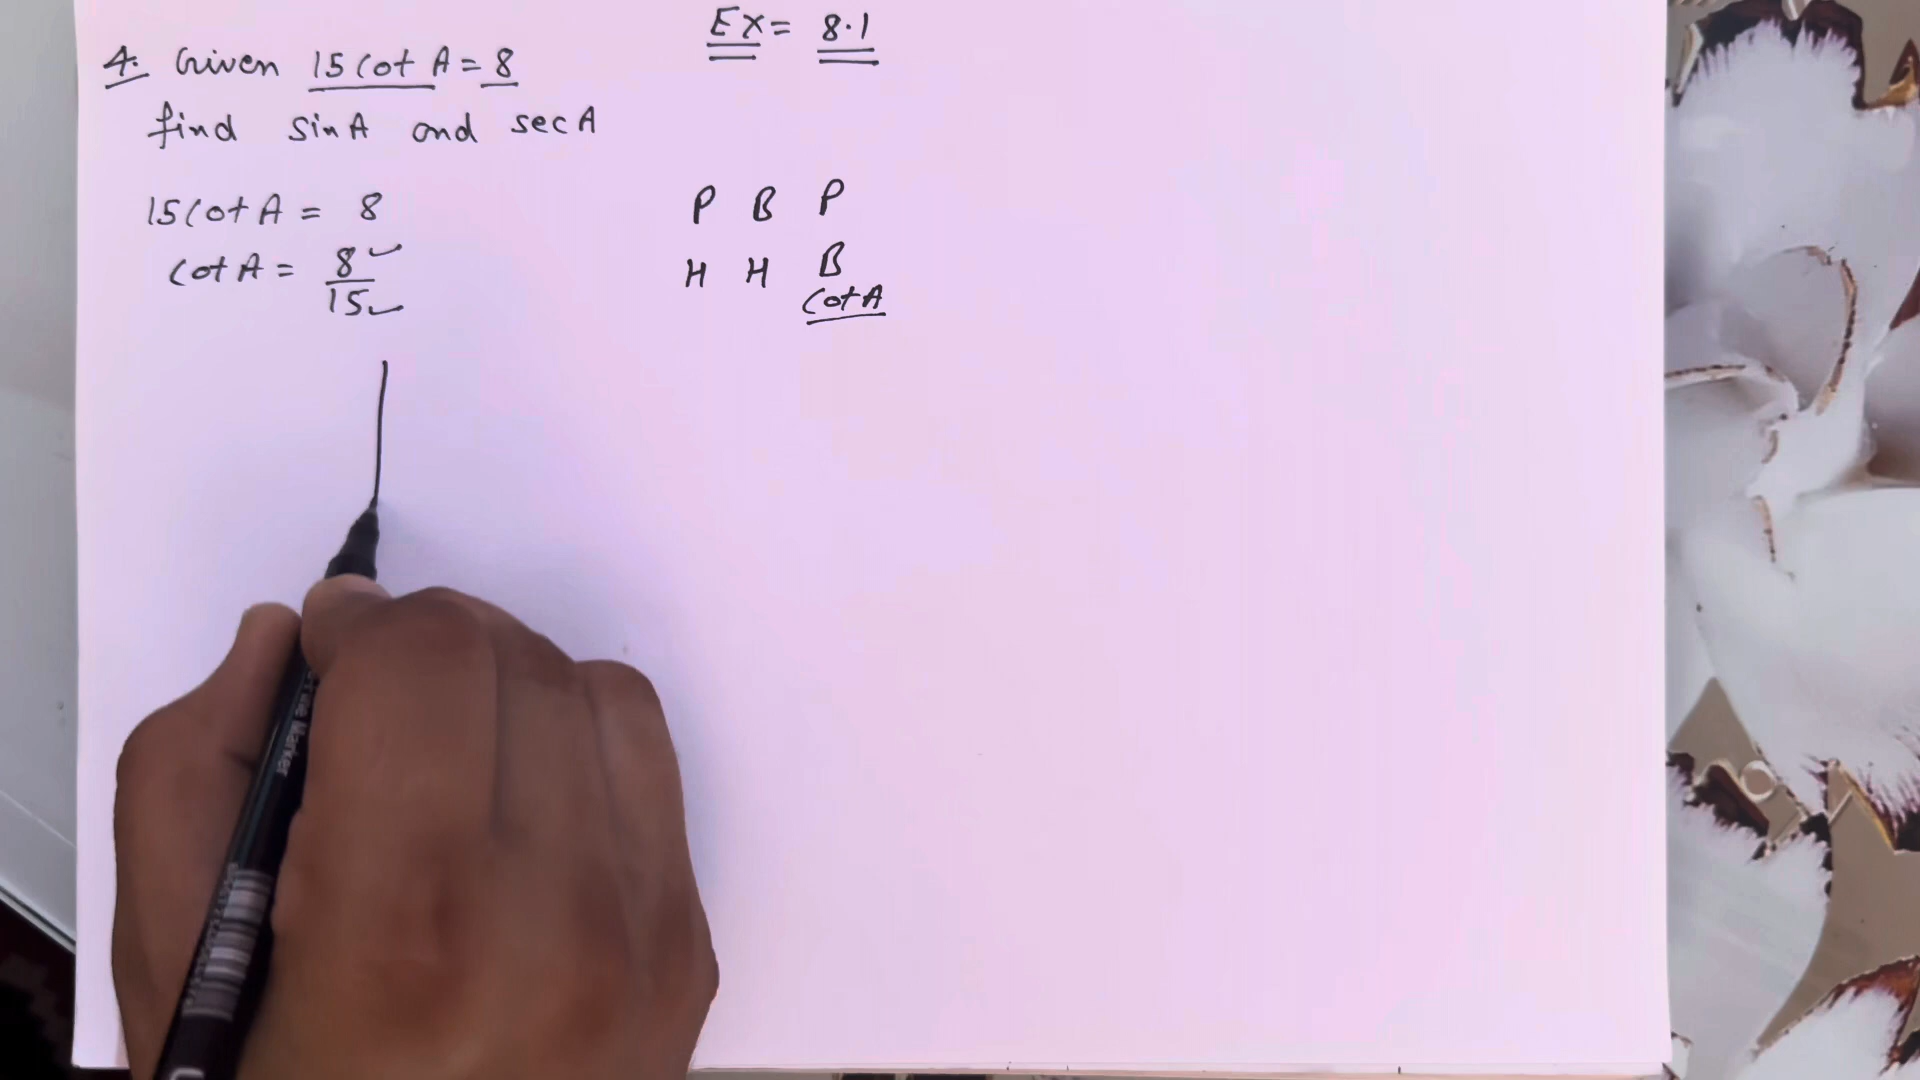 Ex = 8.1
4. Given 15 cot A = 8
find sin A and sec A
15 cot A = 8
cot A = 8/15
P B P
H H B
cot A
Marker